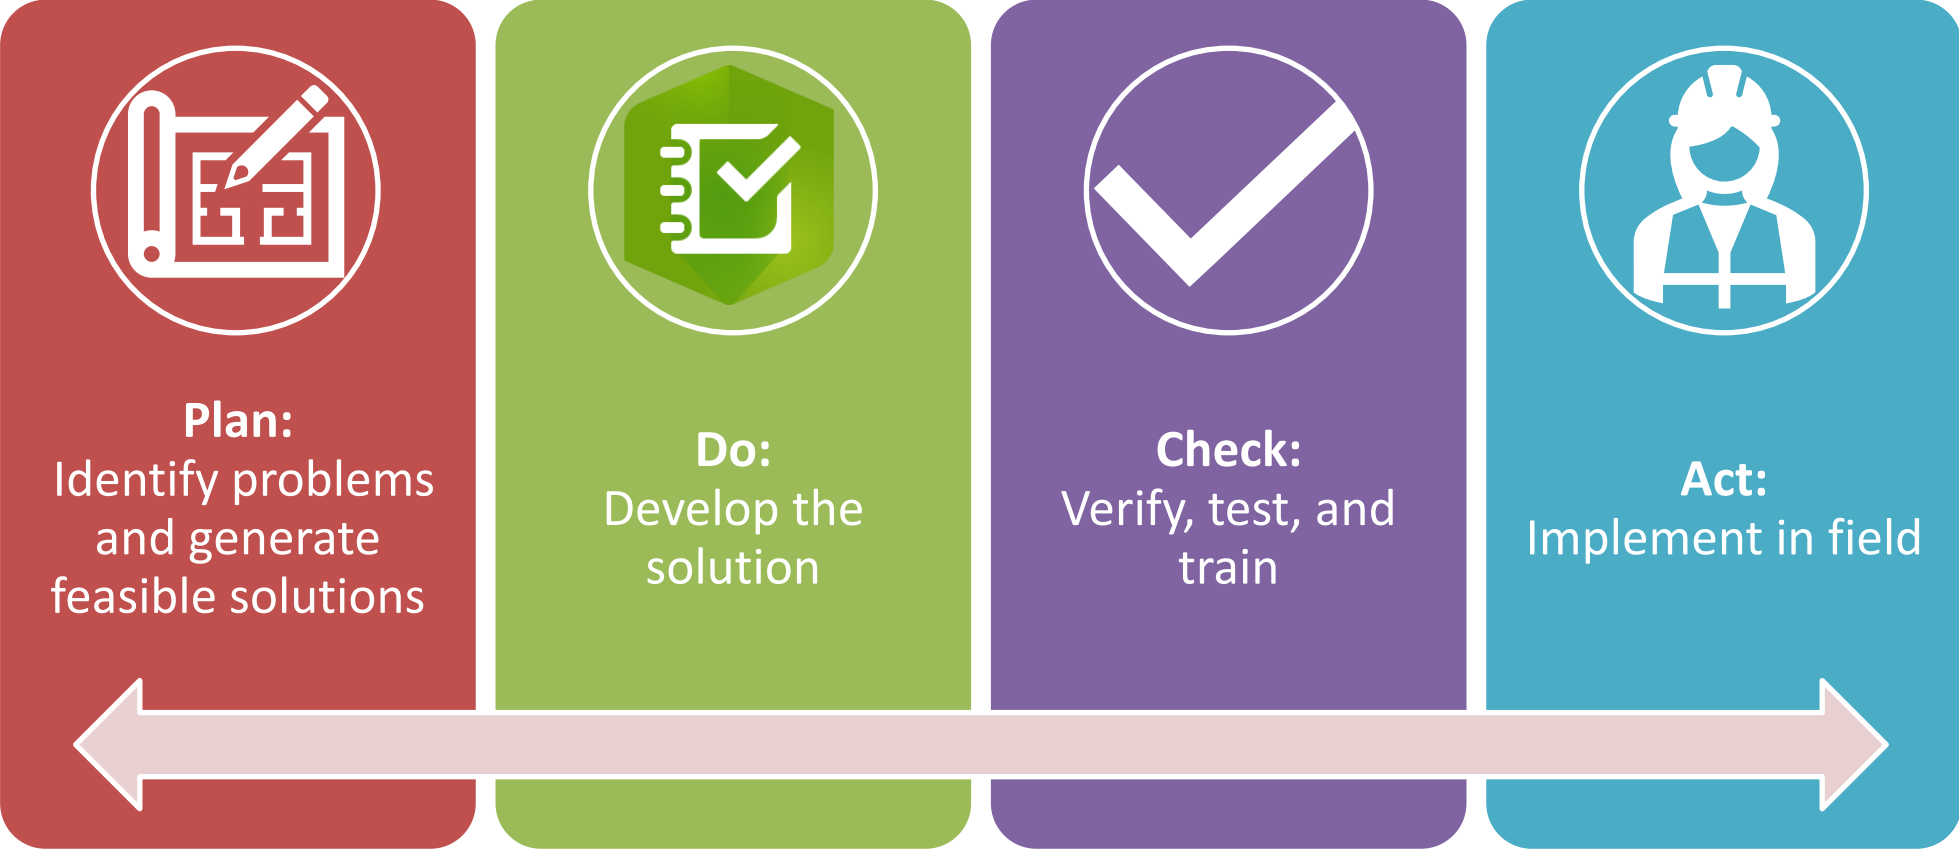 Plan:
Identify problems
and generate
feasible solutions
Do:
Develop the
solution
Check:
Verify, test, and
train
Act:
Implement in field